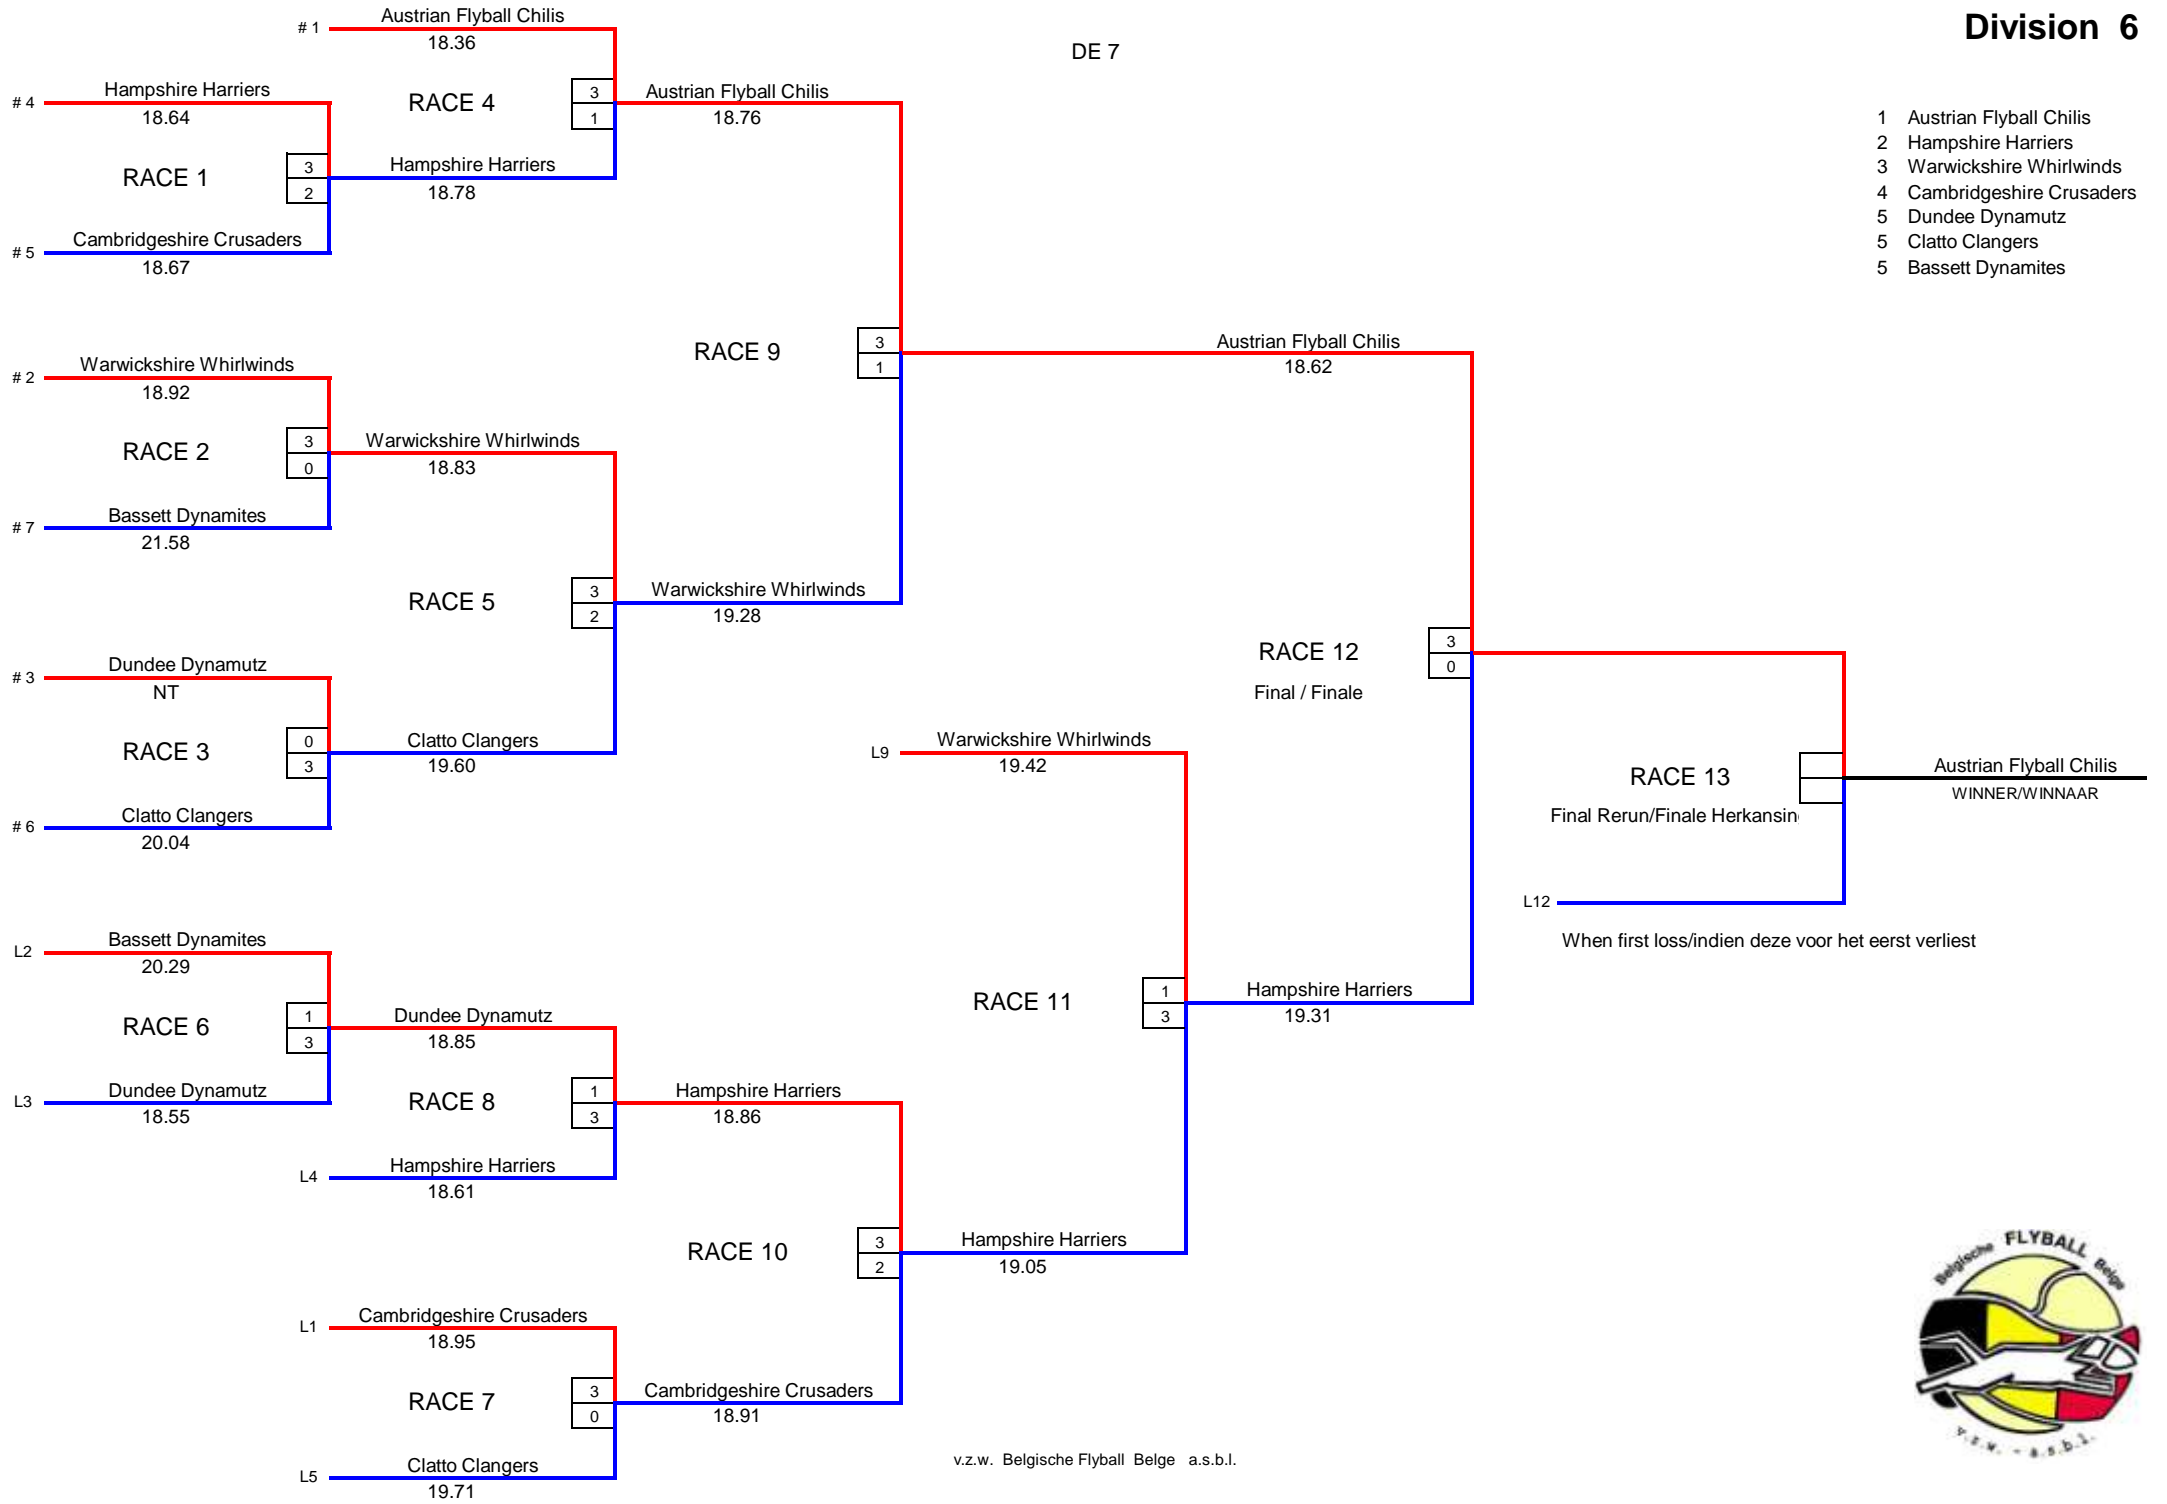 Division 6
DE 7
1 Austrian Flyball Chilis
2 Hampshire Harriers
3 Warwickshire Whirlwinds
4 Cambridgeshire Crusaders
5 Dundee Dynamutz
5 Clatto Clangers
5 Bassett Dynamites
# 1 Austrian Flyball Chilis
18.36
# 4 Hampshire Harriers
18.64
RACE 4
3
1
Austrian Flyball Chilis
18.76
RACE 1
3
2
Hampshire Harriers
18.78
# 5 Cambridgeshire Crusaders
18.67
RACE 9
3
1
Austrian Flyball Chilis
18.62
# 2 Warwickshire Whirlwinds
18.92
RACE 2
3
0
Warwickshire Whirlwinds
18.83
# 7 Bassett Dynamites
21.58
RACE 5
3
2
Warwickshire Whirlwinds
19.28
# 3 Dundee Dynamutz
NT
RACE 3
0
3
Clatto Clangers
19.60
# 6 Clatto Clangers
20.04
RACE 12
3
0
Final / Finale
L9 Warwickshire Whirlwinds
19.42
RACE 13
Final Rerun/Finale Herkansin
Austrian Flyball Chilis
WINNER/WINNAAR
L12
When first loss/indien deze voor het eerst verliest
L2 Bassett Dynamites
20.29
RACE 6
1
3
Dundee Dynamutz
18.85
L3 Dundee Dynamutz
18.55
RACE 8
1
3
Hampshire Harriers
18.86
L4 Hampshire Harriers
18.61
RACE 11
1
3
Hampshire Harriers
19.31
RACE 10
3
2
Hampshire Harriers
19.05
L1 Cambridgeshire Crusaders
18.95
RACE 7
3
0
Cambridgeshire Crusaders
18.91
L5 Clatto Clangers
19.71
v.z.w. Belgische Flyball Belge a.s.b.l.
Belgische FLYBALL Belge
v.z.w. - a.s.b.l.